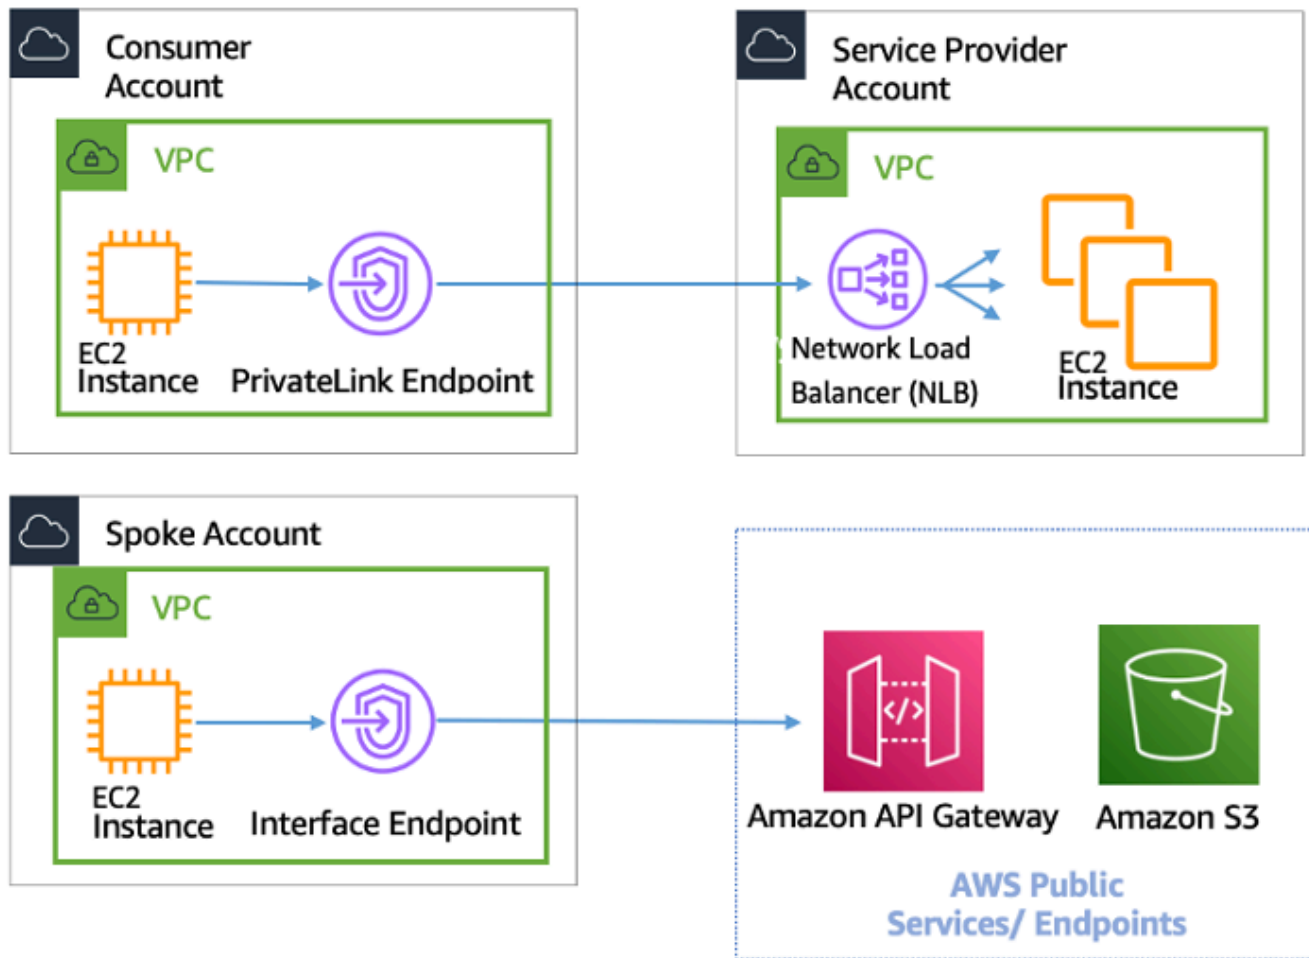 Consumer
Account
VPC
EC2
Instance
PrivateLink Endpoint
Service Provider
Account
VPC
Network Load
Balancer (NLB)
EC2
Instance
Spoke Account
VPC
EC2
Instance
Interface Endpoint
</>
Amazon API Gateway
Amazon S3
AWS Public
Services/ Endpoints